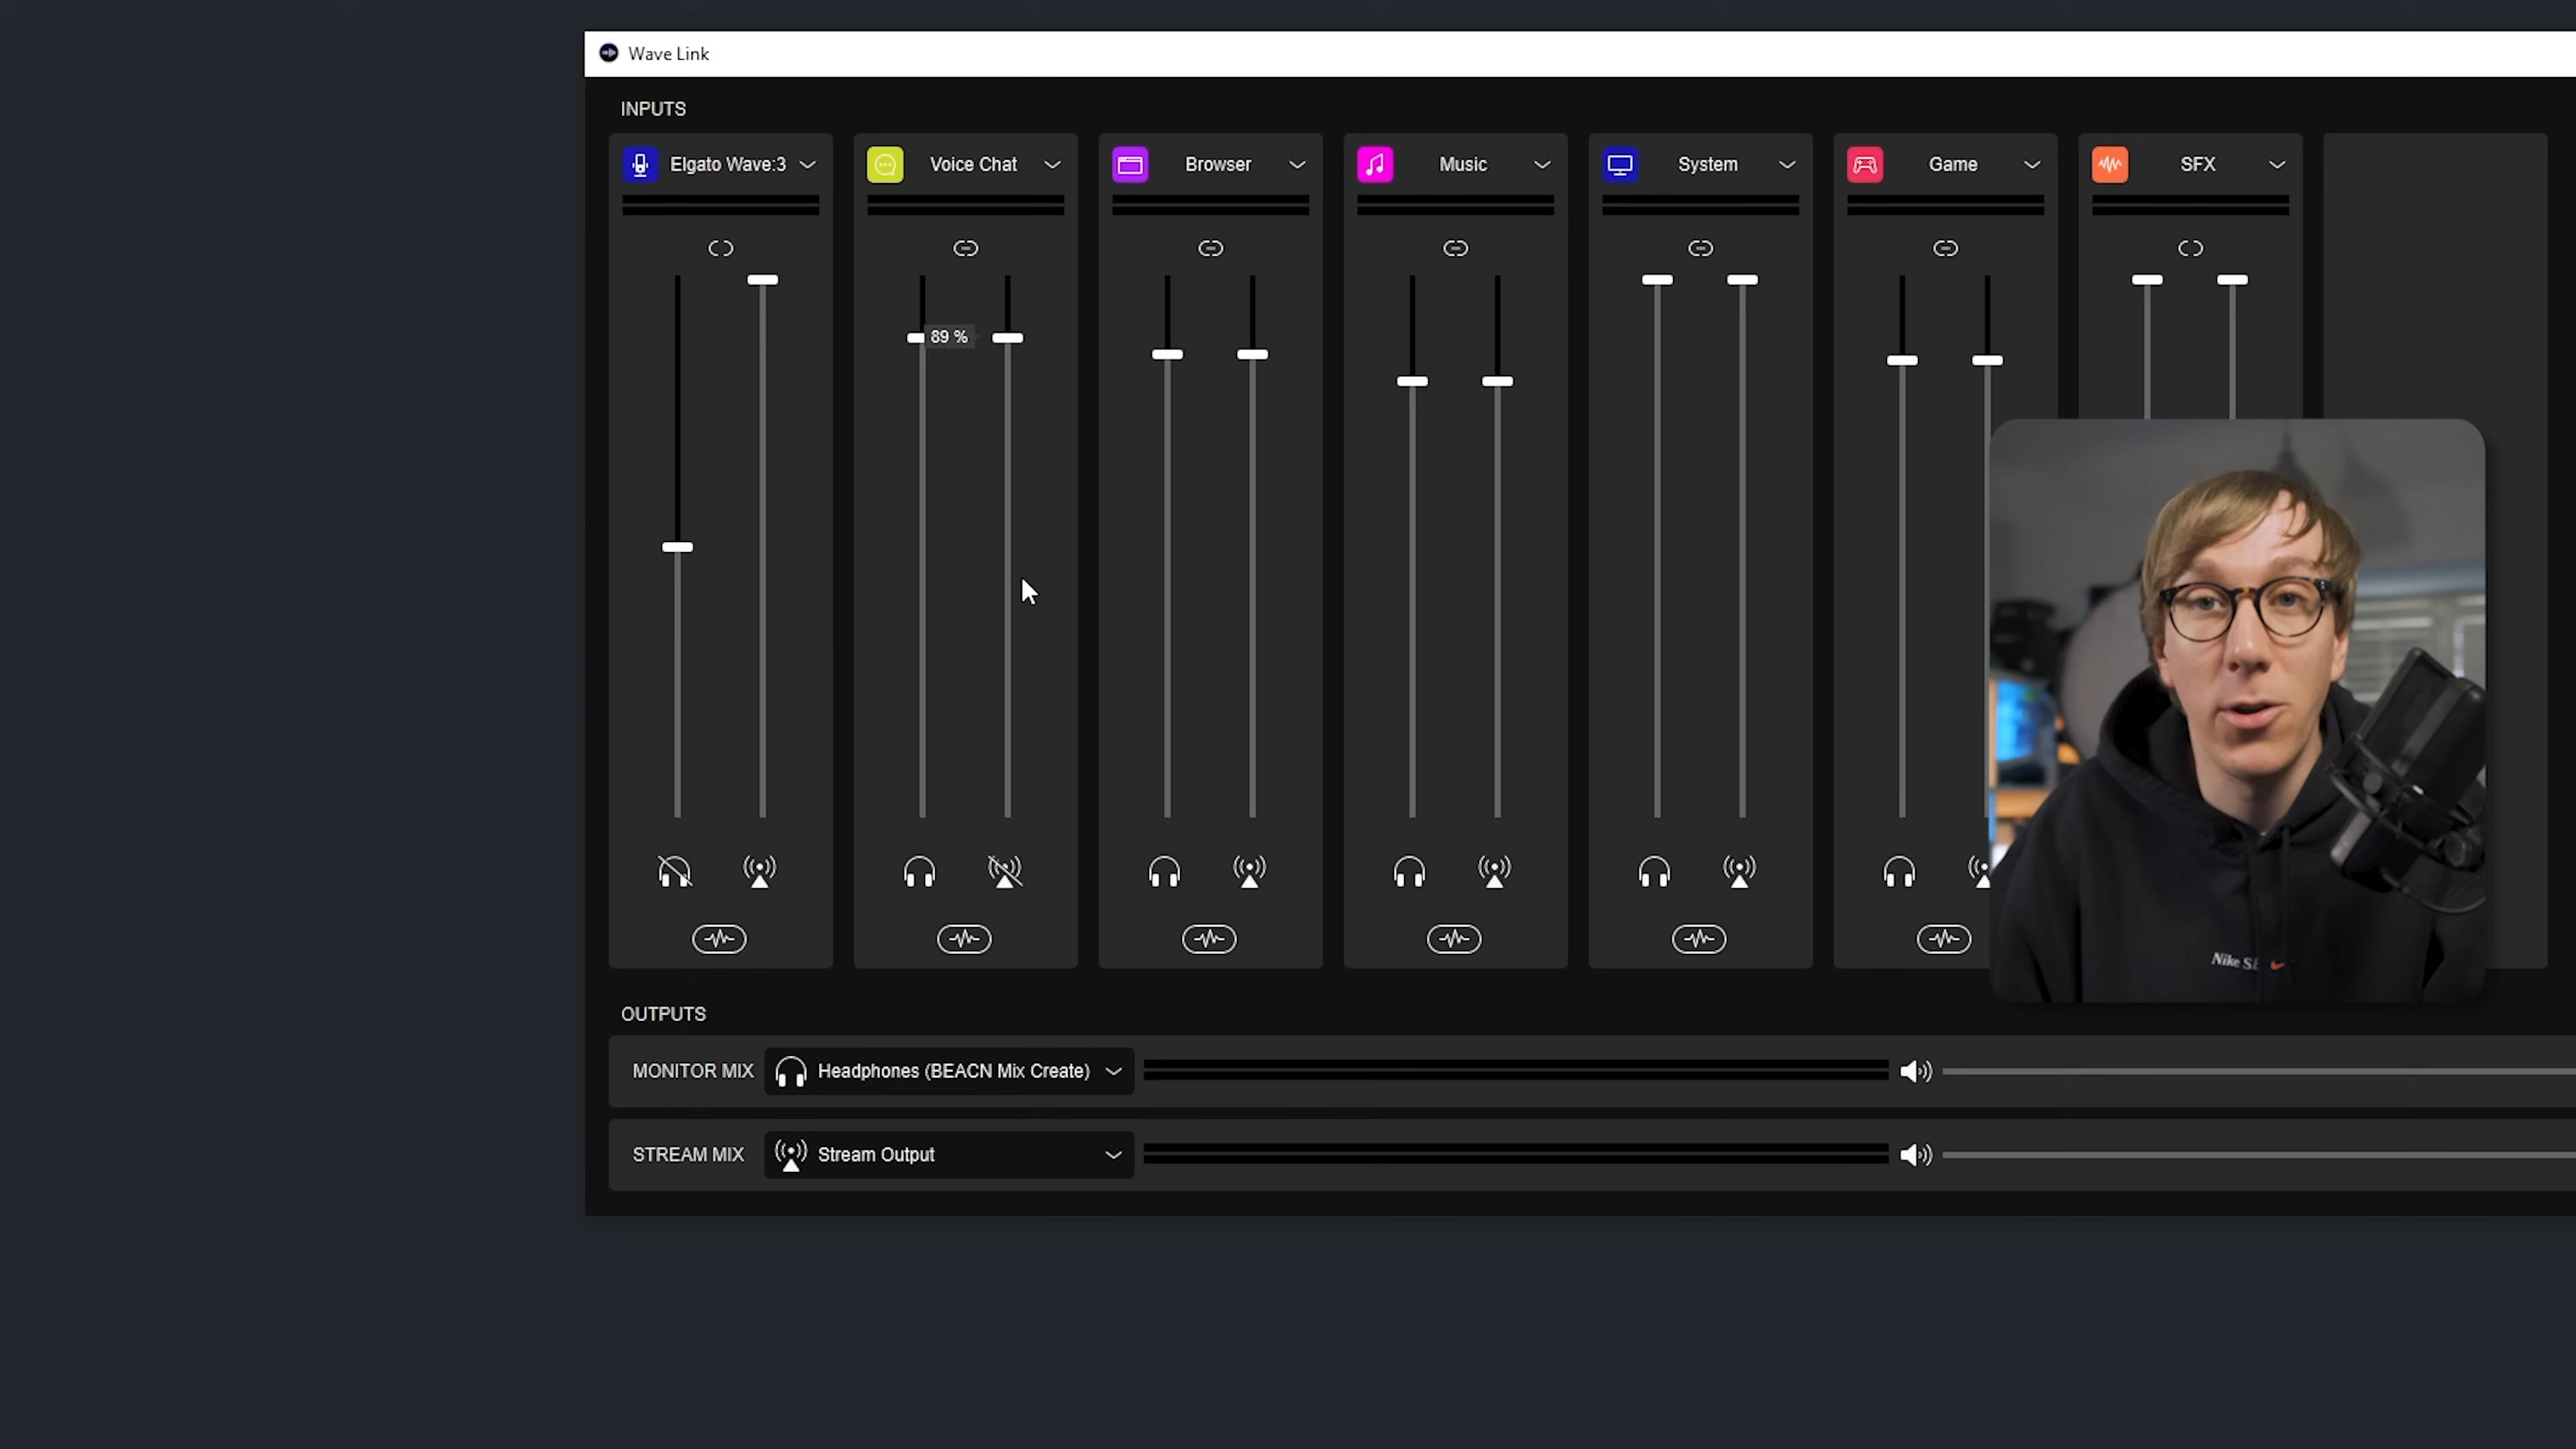 Wave Link
INPUTS
Elgato Wave:3
Voice Chat
Browser
Music
System
Game
SFX
89 %
Nike
OUTPUTS
MONITOR MIX
Headphones (BEACN Mix Create)
STREAM MIX
Stream Output